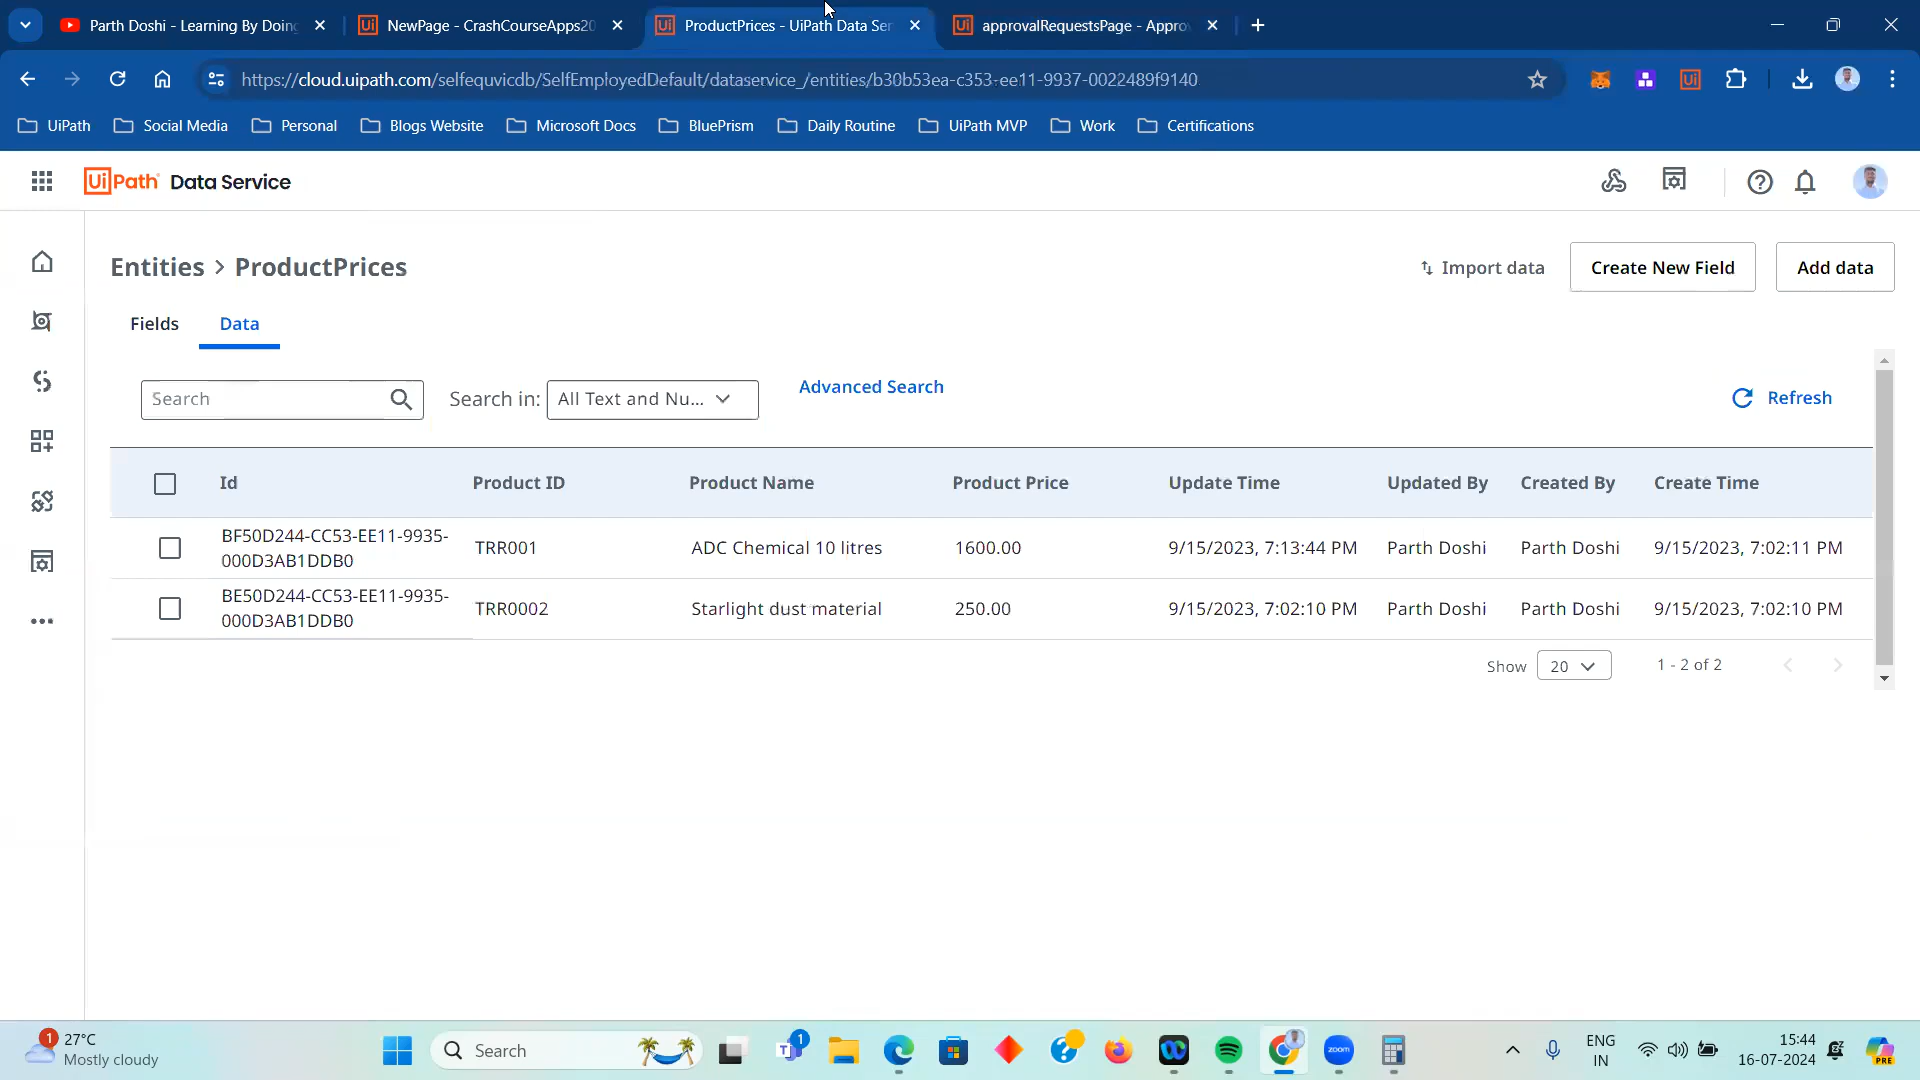 Parth Doshi - Learning By Doing
NewPage - CrashCourseApps20
ProductPrices - UiPath Data Ser
approvalRequestsPage - Appro
https://cloud.uipath.com/selfequvicdb/SelfEmployedDefault/dataservice_/entities/b30b53ea-c353-ee11-9937-0022489f9140
UiPath
Social Media
Personal
Blogs Website
Microsoft Docs
BluePrism
Daily Routine
UiPath MVP
Work
Certifications
UiPath Data Service
Entities > ProductPrices
Import data
Create New Field
Add data
Fields
Data
Search
Search in:
All Text and Nu...
Advanced Search
Refresh
Id Product ID Product Name Product Price Update Time Updated By Created By Create Time
BF50D244-CC53-EE11-9935-
000D3AB1DDB0
TRR001 ADC Chemical 10 litres 1600.00 9/15/2023, 7:13:44 PM Parth Doshi Parth Doshi 9/15/2023, 7:02:11 PM
BE50D244-CC53-EE11-9935-
000D3AB1DDB0
TRR0002 Starlight dust material 250.00 9/15/2023, 7:02:10 PM Parth Doshi Parth Doshi 9/15/2023, 7:02:10 PM
Show 20 1 - 2 of 2
1
27°C
Mostly cloudy
Search
1
zoom
PRE
ENG
IN
15:44
16-07-2024